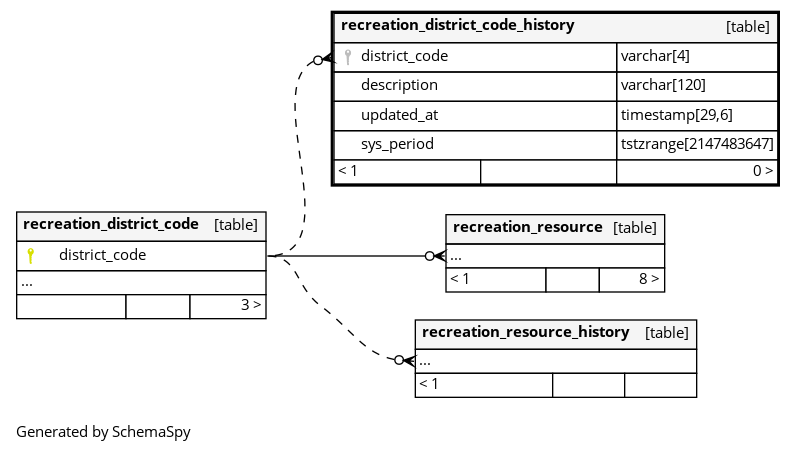 recreation_district_code_history [table]
district_code varchar[4]
description varchar[120]
updated_at timestamp[29,6]
sys_period tstzrange[2147483647]
< 1 0 >
recreation_district_code [table]
district_code
...
3 >
recreation_resource [table]
...
< 1 8 >
recreation_resource_history [table]
...
< 1
Generated by SchemaSpy